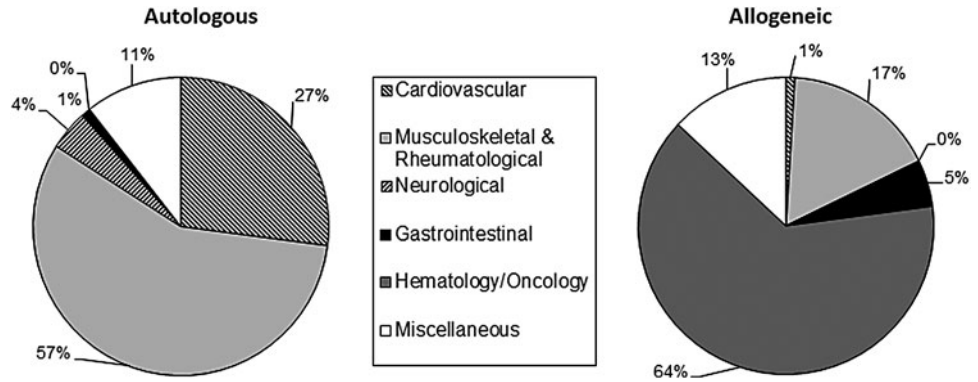 Autologous
Allogeneic
0%
11%
4%
1%
27%
57%
Cardiovascular
Musculoskeletal &
Rheumatological
Neurological
Gastrointestinal
Hematology/Oncology
Miscellaneous
13%
1%
17%
0%
5%
64%